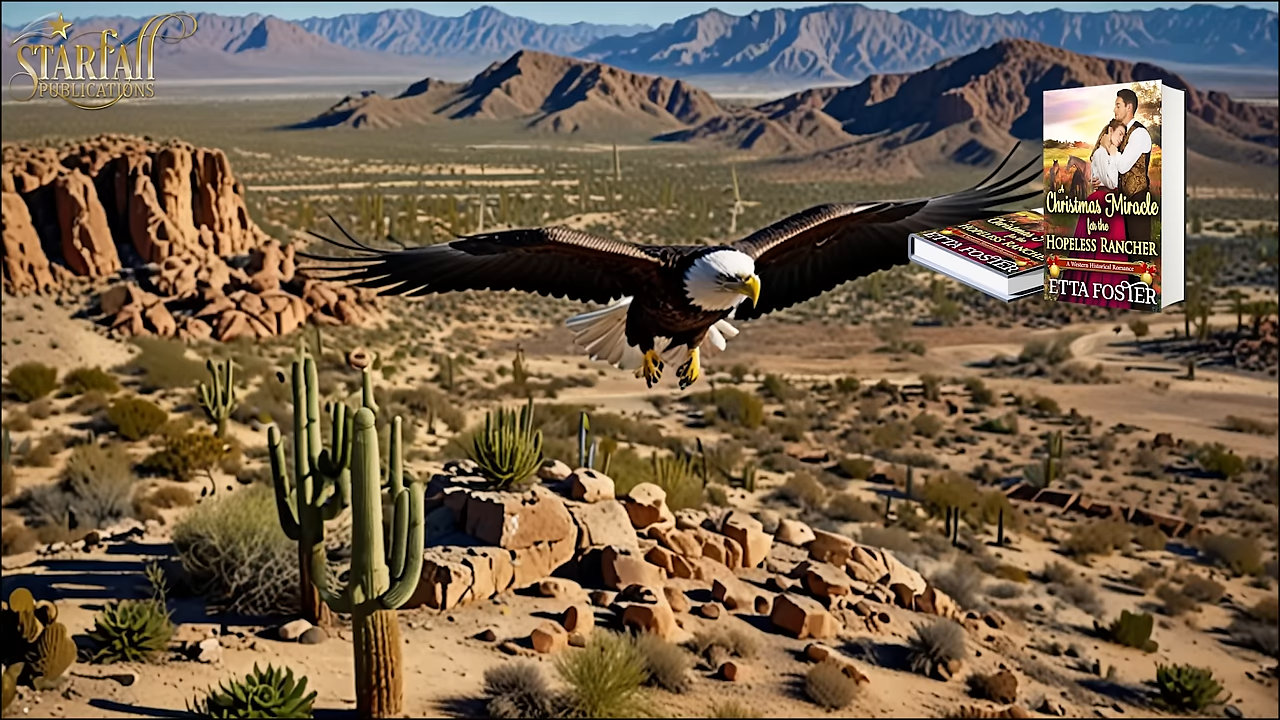 STARfall
PUBLICATIONS
A
Christmas Miracle
for the
HOPELESS RANCHER
A Western Historical Romance
ETTA FOSTER
ETTA FOSTER